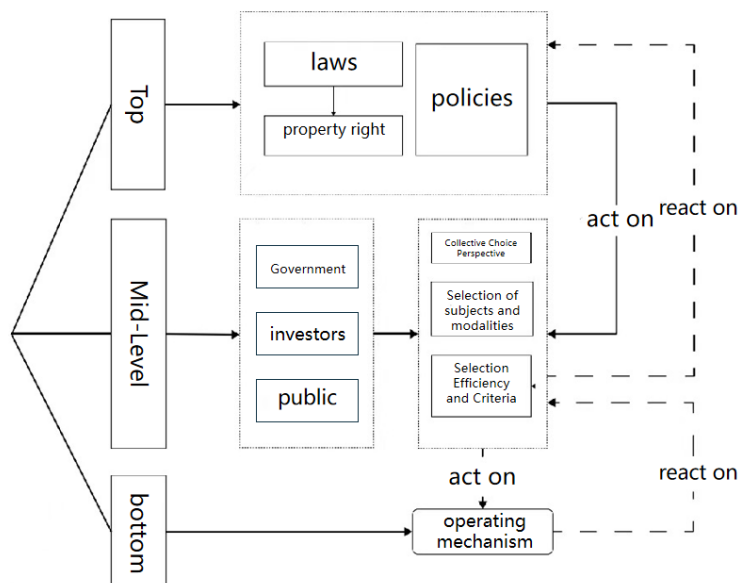 Top
laws
property right
policies
act on
react on
Mid-Level
Government
investors
public
Collective Choice
Perspective
Selection of
subjects and
modalities
Selection
Efficiency
and Criteria
act on
react on
bottom
operating
mechanism